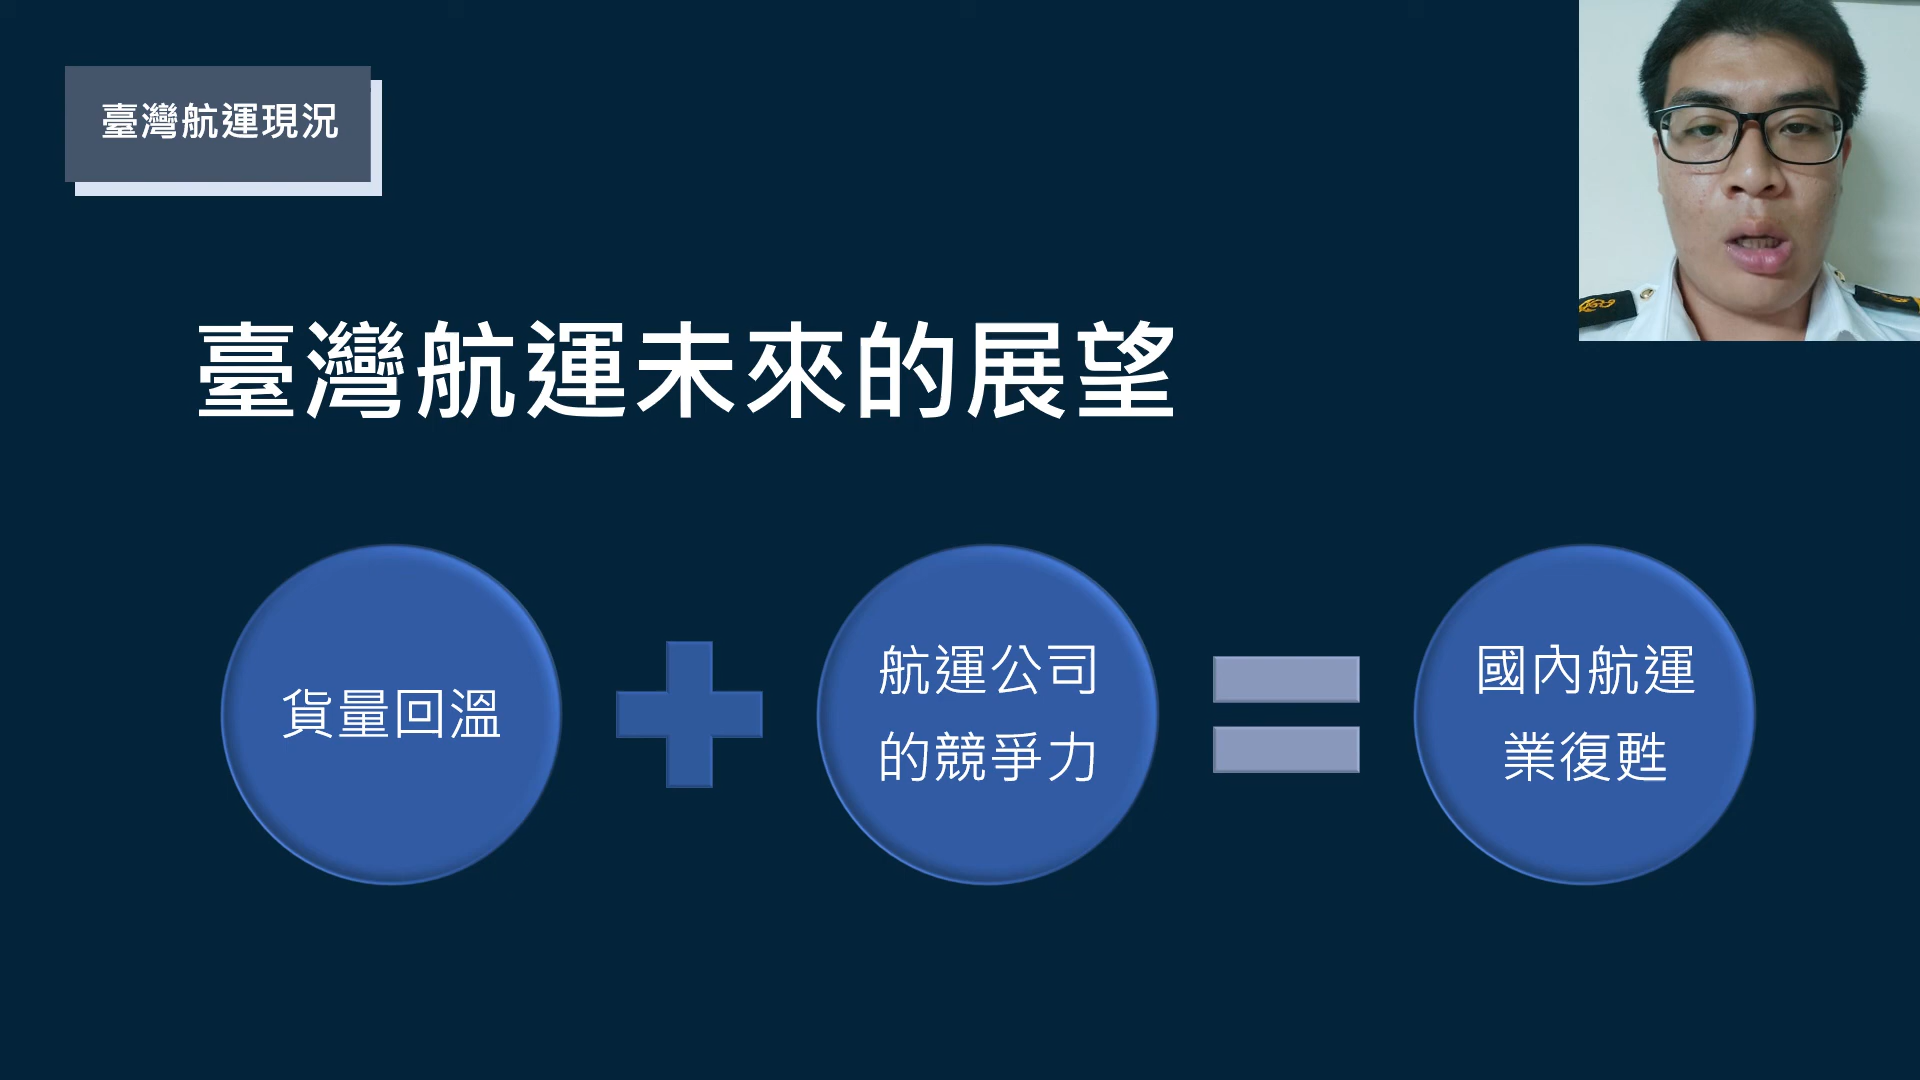 臺灣航運現況
臺灣航運未來的展望
貨量回溫
航運公司
的競爭力
國內航運
業復甦